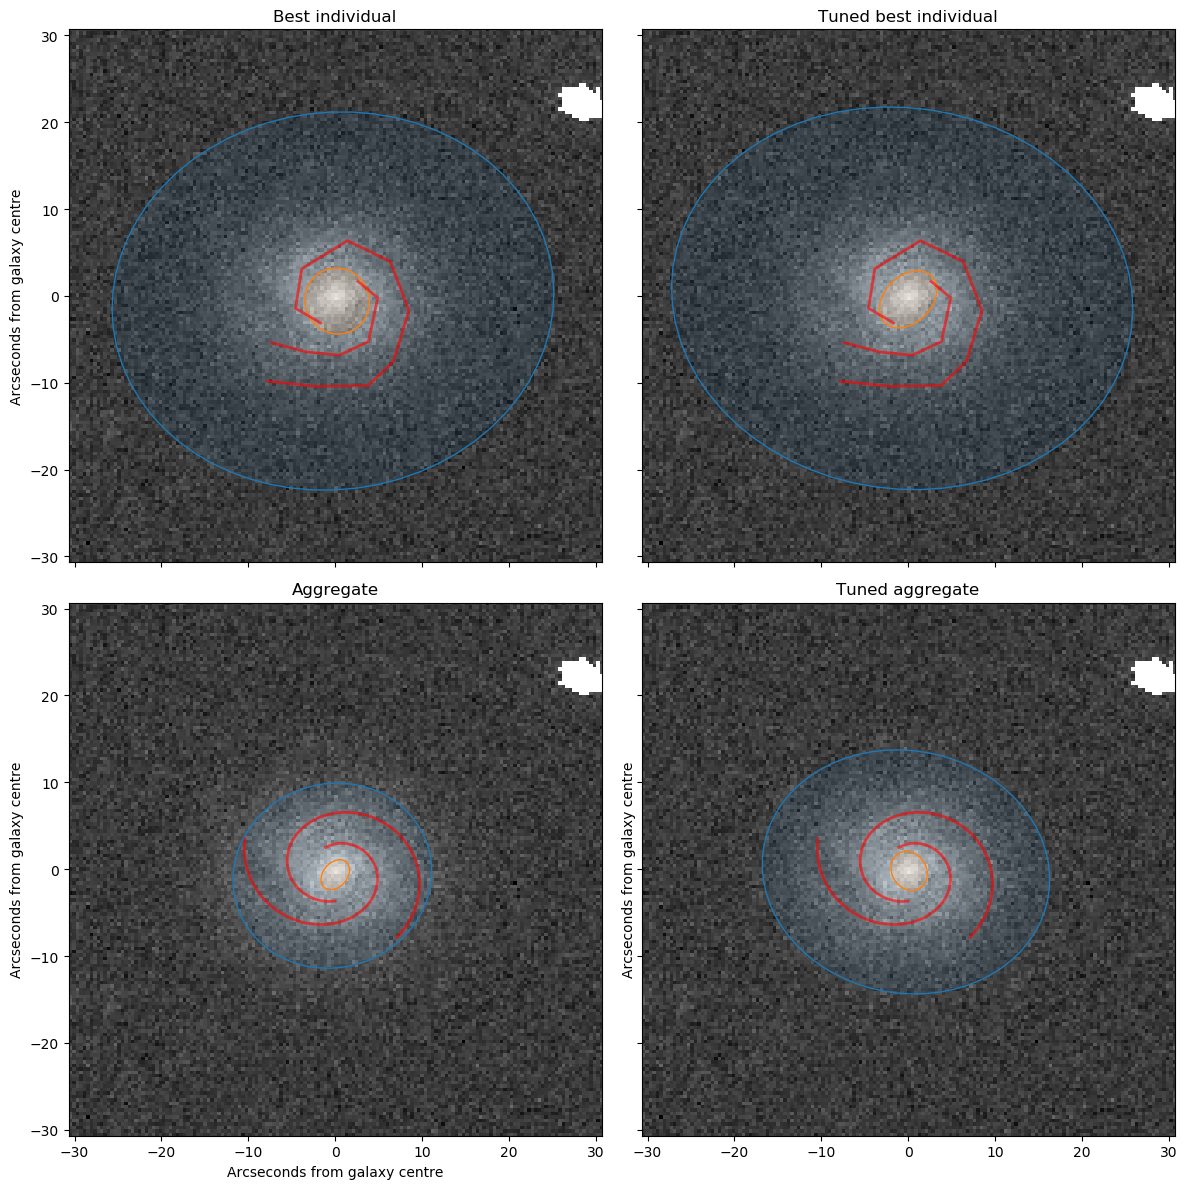 Best individual
Tuned best individual
30
20
10
0
−10
−20
−30
Arcseconds from galaxy centre
Aggregate
Tuned aggregate
30
20
10
0
−10
−20
−30
Arcseconds from galaxy centre
Arcseconds from galaxy centre
−30 −20 −10 0 10 20 30
−30 −20 −10 0 10 20 30
Arcseconds from galaxy centre